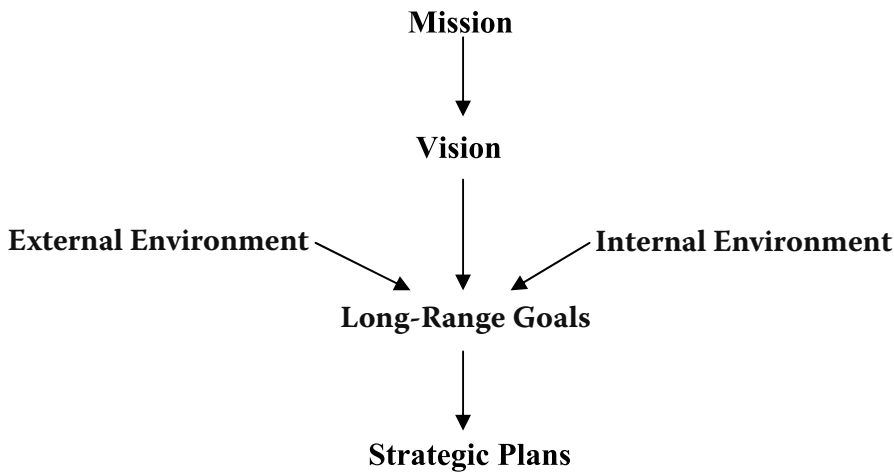 Mission
Vision
External Environment
Internal Environment
Long-Range Goals
Strategic Plans